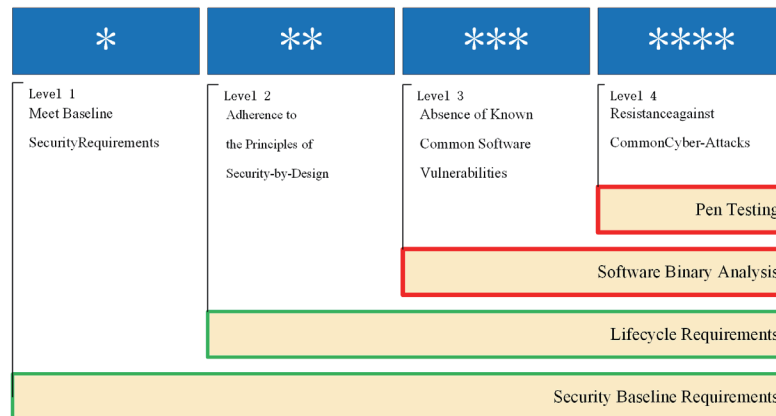 *
**
***
****
Level 1
Meet Baseline
SecurityRequirements
Level 2
Adherence to
the Principles of
Security-by-Design
Level 3
Absence of Known
Common Software
Vulnerabilities
Level 4
Resistanceagainst
CommonCyber-Attacks
Pen Testing
Software Binary Analysis
Lifecycle Requirements
Security Baseline Requirements